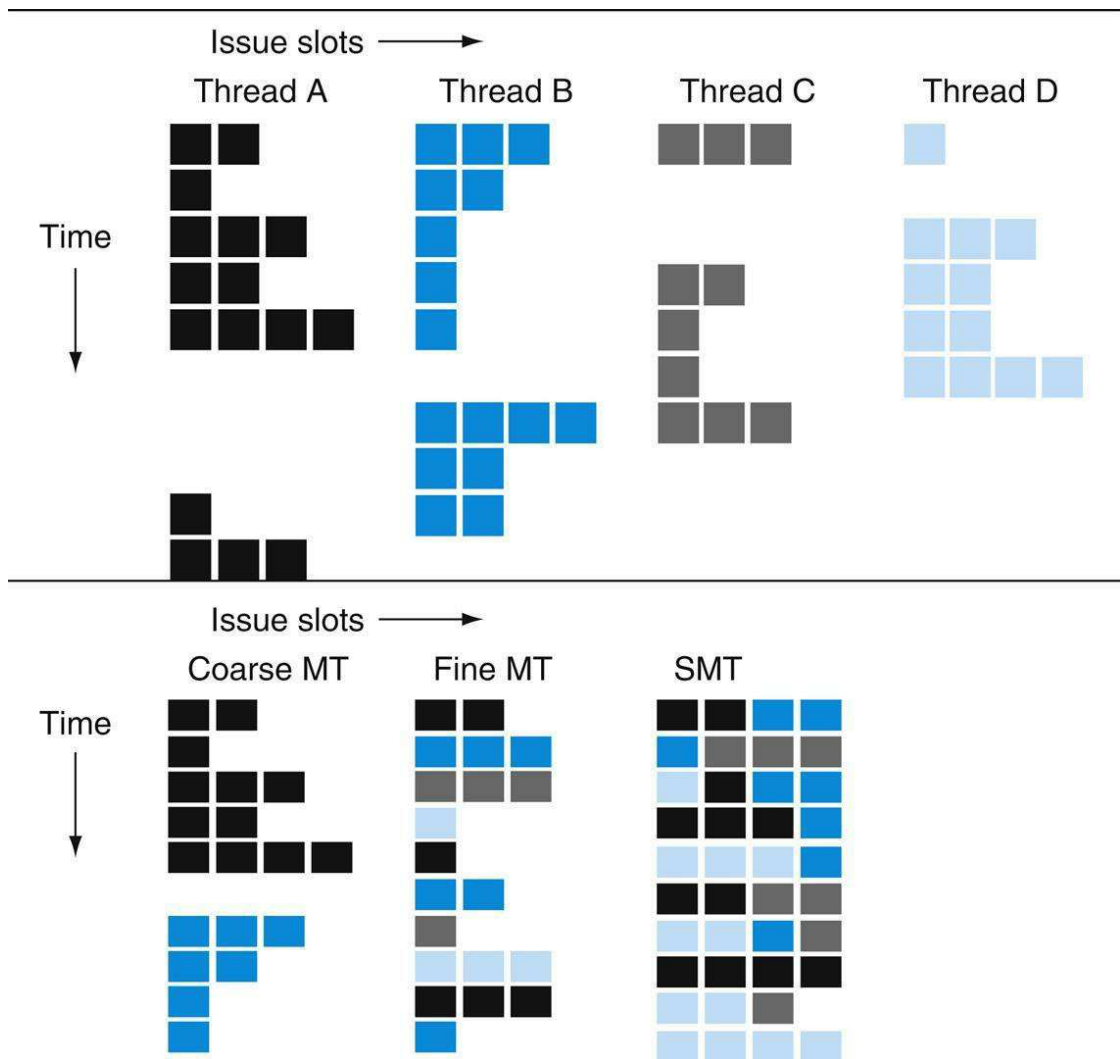 Issue slots
Thread A Thread B Thread C Thread D
Time
Issue slots
Coarse MT Fine MT SMT
Time